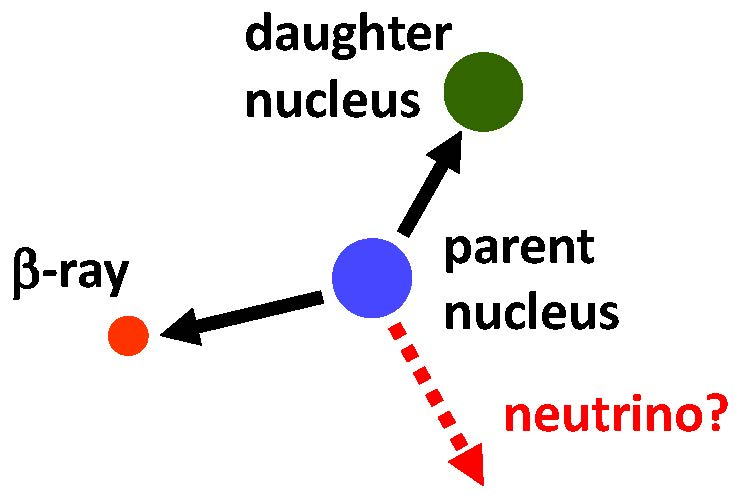 daughter
nucleus
β-ray
parent
nucleus
neutrino?